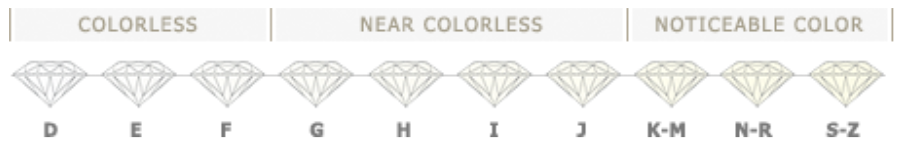 COLORLESS NEAR COLORLESS NOTICEABLE COLOR
D E F G H I J K-M N-R S-Z